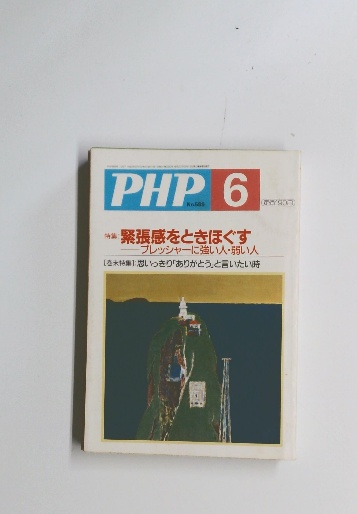 PHP 6
特集 緊張感をときほぐす
――プレッシャーに強い人・弱い人
[巻末特集]思いっきり「ありがとう」と言いたい時